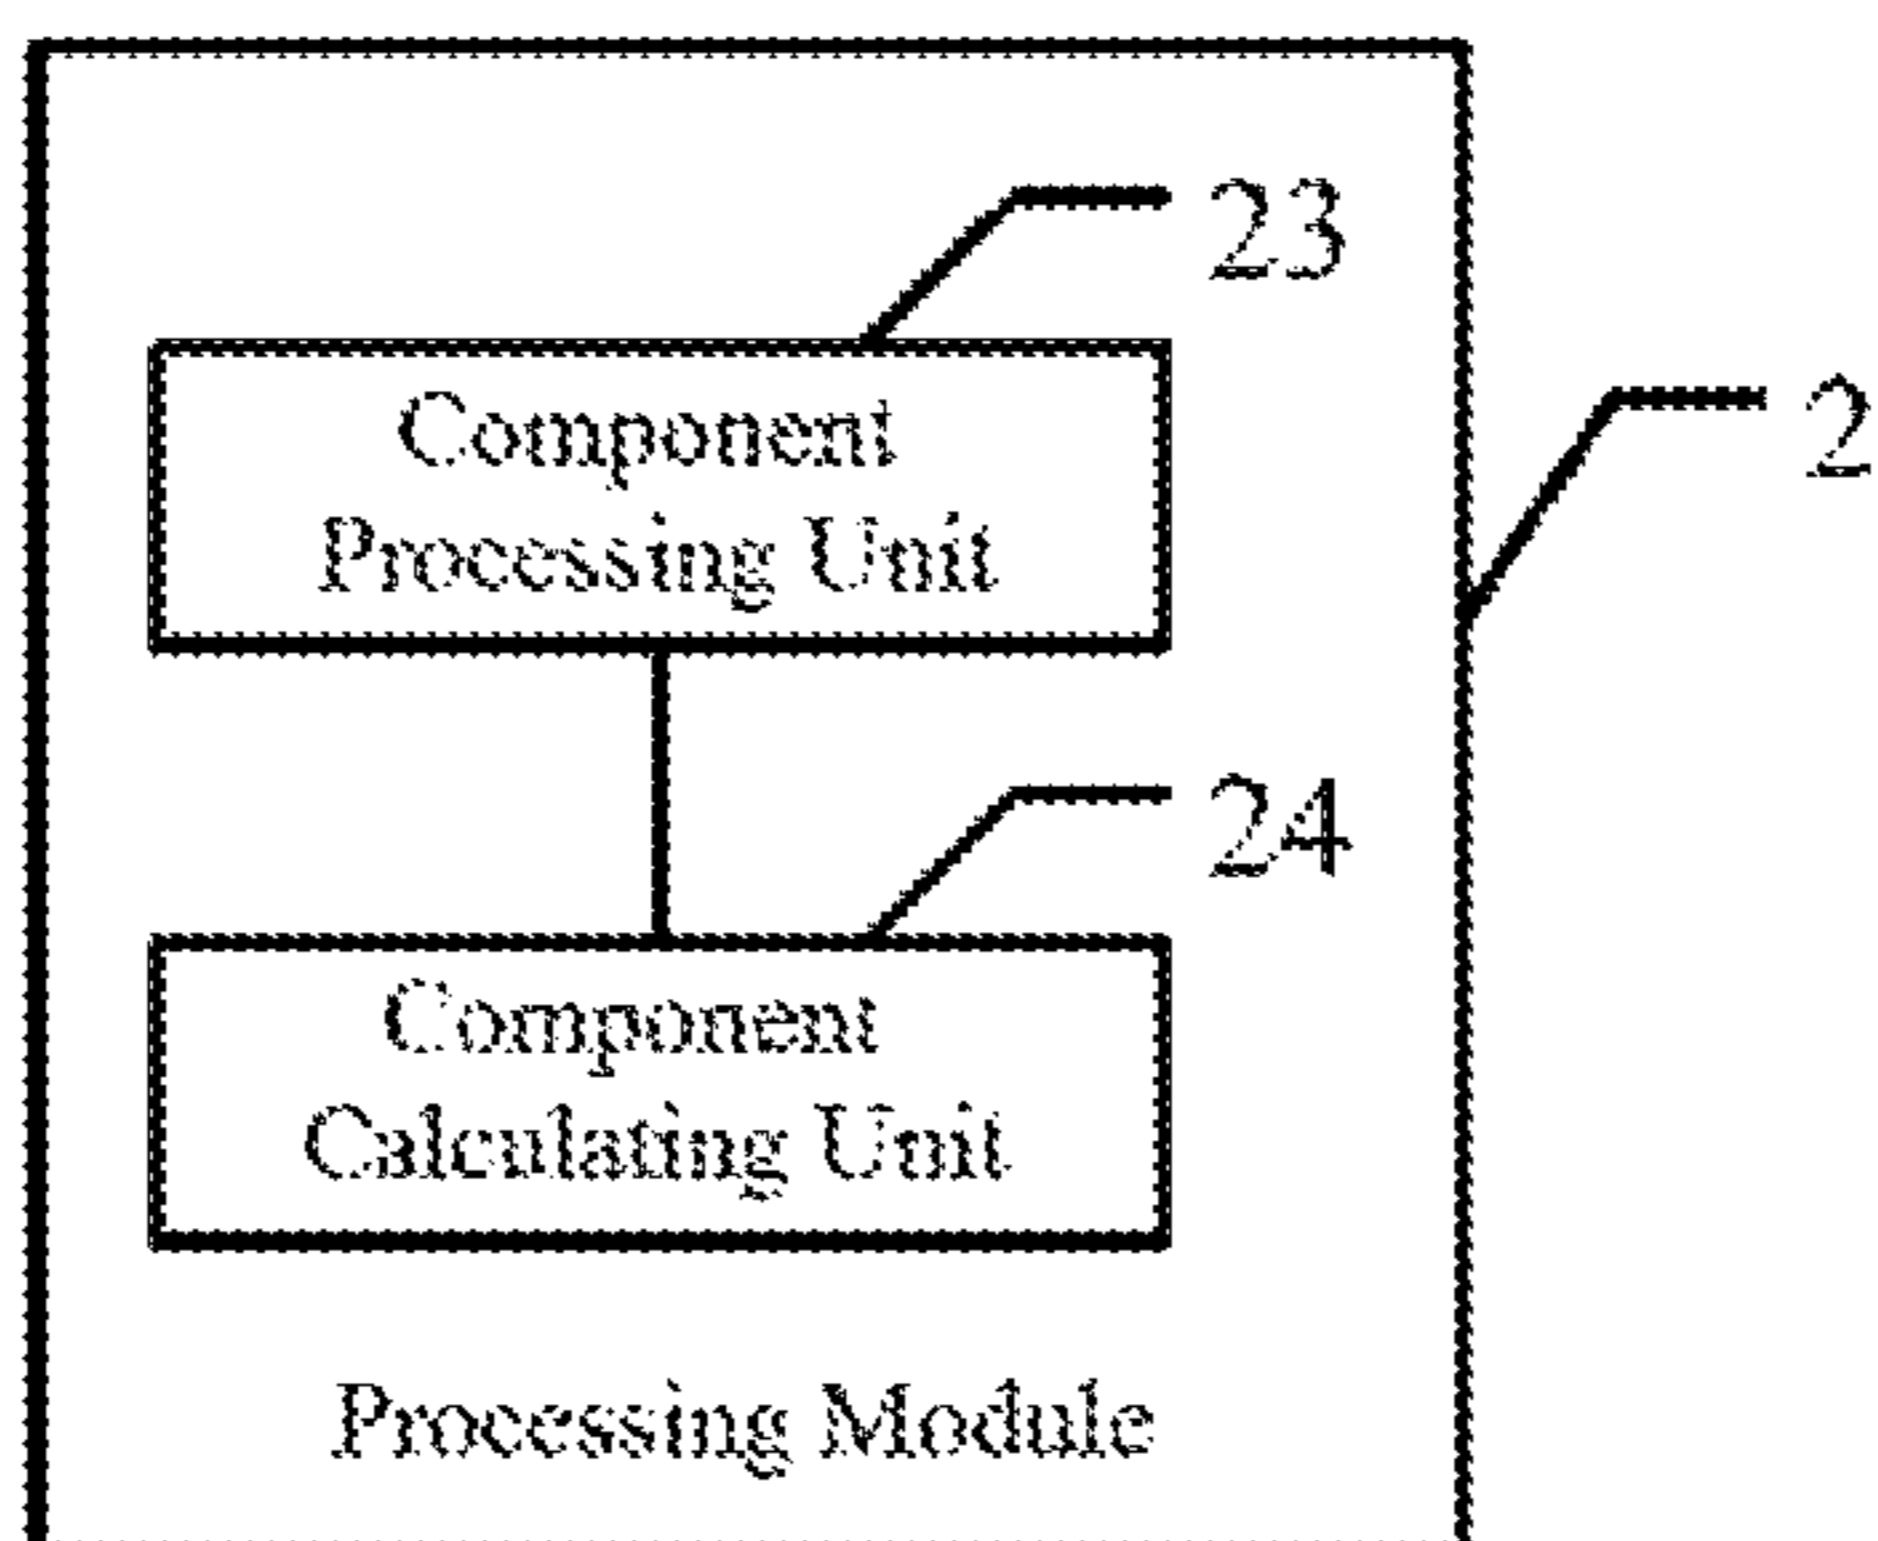 23
Component
Processing Unit
2
24
Component
Calculating Unit
Processing Module